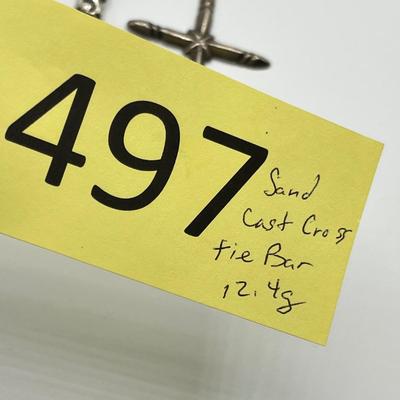 497
Sand
Cast Cross
tie Bar
12.4g